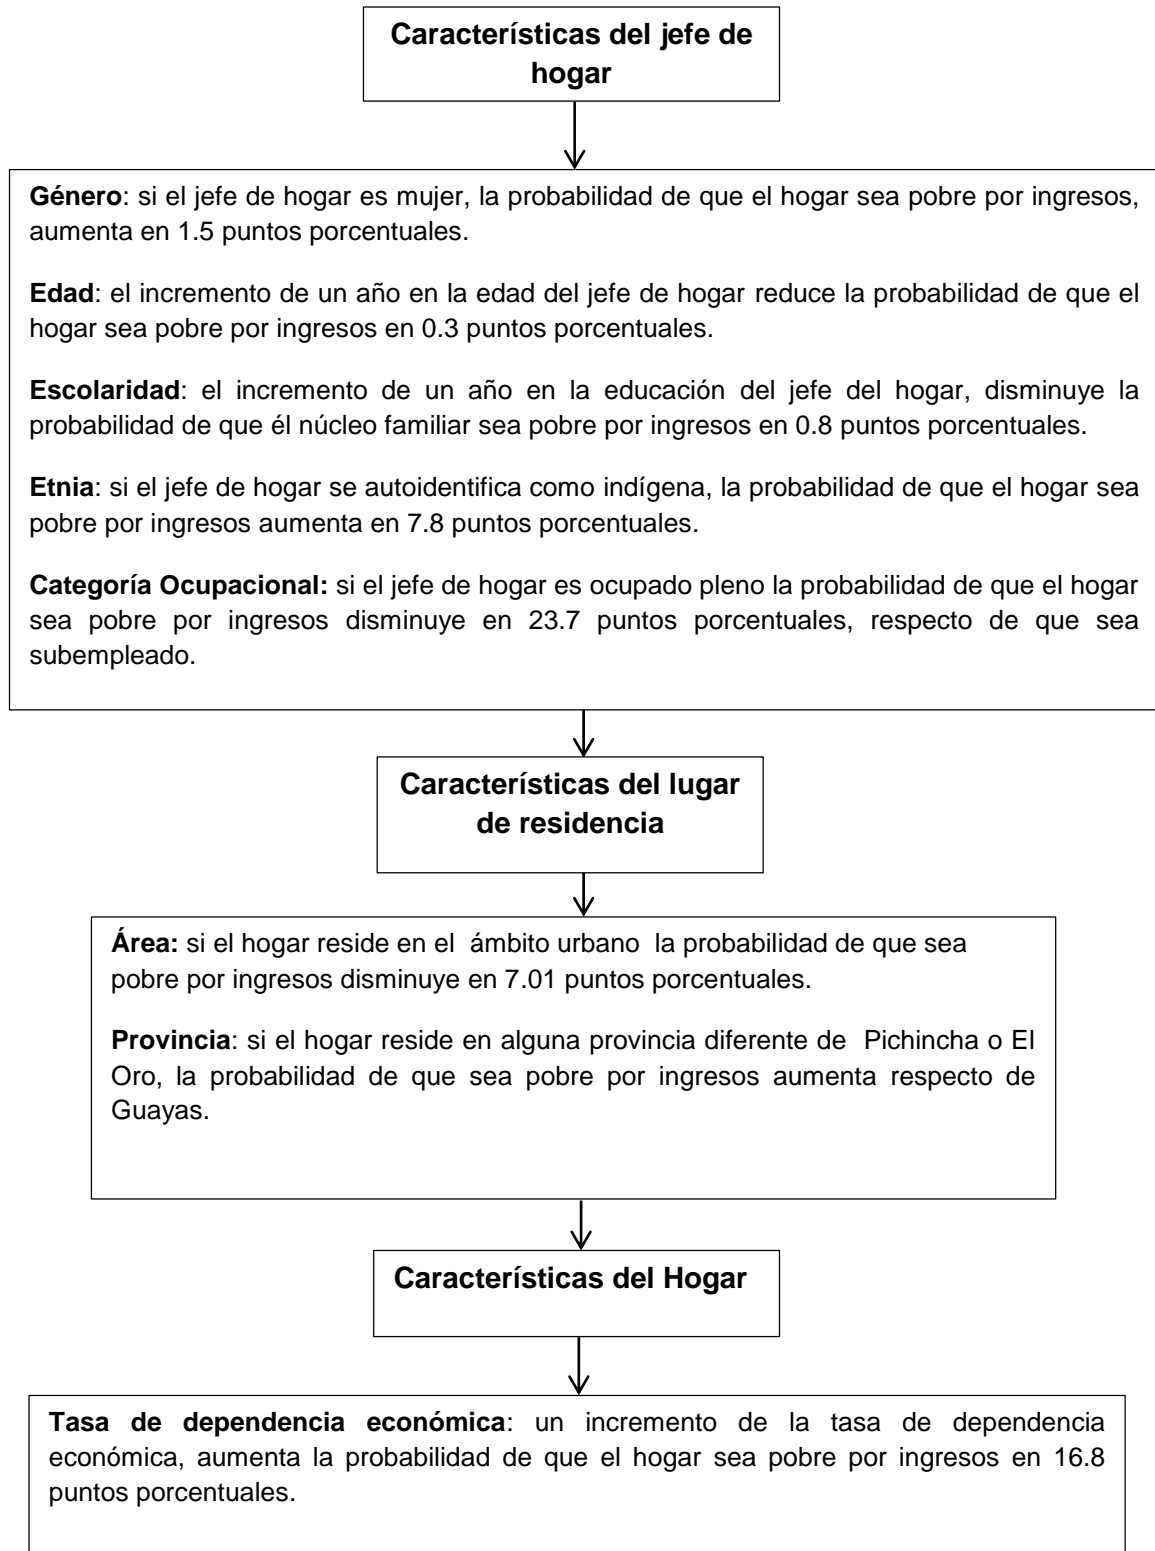 Características del jefe de
hogar
Género: si el jefe de hogar es mujer, la probabilidad de que el hogar sea pobre por ingresos,
aumenta en 1.5 puntos porcentuales.
Edad: el incremento de un año en la edad del jefe de hogar reduce la probabilidad de que el
hogar sea pobre por ingresos en 0.3 puntos porcentuales.
Escolaridad: el incremento de un año en la educación del jefe del hogar, disminuye la
probabilidad de que él núcleo familiar sea pobre por ingresos en 0.8 puntos porcentuales.
Etnia: si el jefe de hogar se autoidentifica como indígena, la probabilidad de que el hogar sea
pobre por ingresos aumenta en 7.8 puntos porcentuales.
Categoría Ocupacional: si el jefe de hogar es ocupado pleno la probabilidad de que el hogar
sea pobre por ingresos disminuye en 23.7 puntos porcentuales, respecto de que sea
subempleado.
Características del lugar
de residencia
Área: si el hogar reside en el ámbito urbano la probabilidad de que sea
pobre por ingresos disminuye en 7.01 puntos porcentuales.
Provincia: si el hogar reside en alguna provincia diferente de Pichincha o El
Oro, la probabilidad de que sea pobre por ingresos aumenta respecto de
Guayas.
Características del Hogar
Tasa de dependencia económica: un incremento de la tasa de dependencia
económica, aumenta la probabilidad de que el hogar sea pobre por ingresos en 16.8
puntos porcentuales.